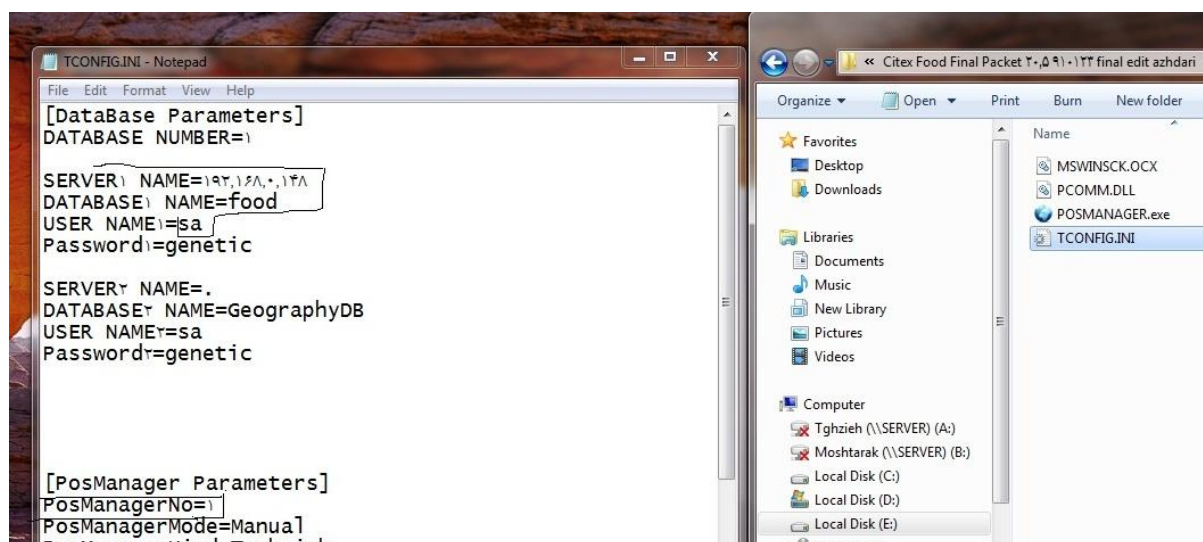 TCONFIG.INI - Notepad
File Edit Format View Help
[DataBase Parameters]
DATABASE NUMBER=۱
SERVER۱ NAME=۱۹۲,۱۶۸,۰,۱۴۸
DATABASE۱ NAME=food
USER NAME۱=sa
Password۱=genetic
SERVER۲ NAME=.
DATABASE۲ NAME=GeographyDB
USER NAME۲=sa
Password۲=genetic
[PosManager Parameters]
PosManagerNo=۱
PosManagerMode=Manual
« Citex Food Final Packet ۲۰,۵ ۹۱۰۱۲۳ final edit azhdari
Organize Open Print Burn New folder
Favorites
Desktop
Downloads
Libraries
Documents
Music
New Library
Pictures
Videos
Computer
Tghzieh (\\SERVER) (A:)
Moshtarak (\\SERVER) (B:)
Local Disk (C:)
Local Disk (D:)
Local Disk (E:)
Name
MSWINSCK.OCX
PCOMM.DLL
POSMANAGER.exe
TCONFIG.INI